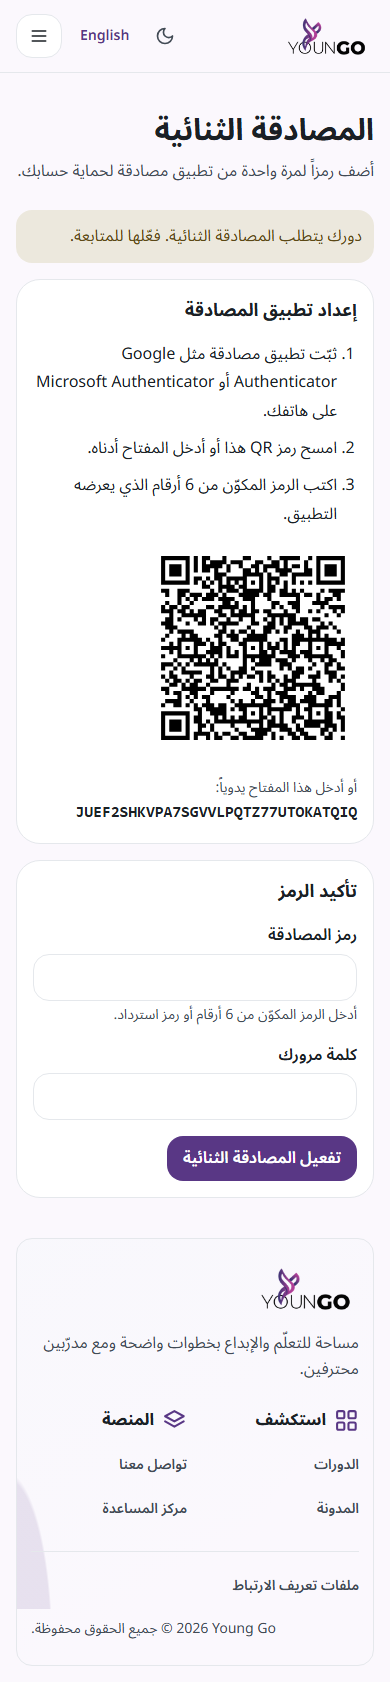 YOUNGO
English
المصادقة الثنائية
أضف رمزاً لمرة واحدة من تطبيق مصادقة لحماية حسابك.
دورك يتطلب المصادقة الثنائية. فعّلها للمتابعة.
إعداد تطبيق المصادقة
1. ثبّت تطبيق مصادقة مثل Google
Authenticator أو Microsoft Authenticator
على هاتفك.
2. امسح رمز QR هذا أو أدخل المفتاح أدناه.
3. اكتب الرمز المكوّن من 6 أرقام الذي يعرضه
التطبيق.
أو أدخل هذا المفتاح يدوياً:
JUEF2SHKVPA7SGVVLPQTZ77UTOKATQIQ
تأكيد الرمز
رمز المصادقة
أدخل الرمز المكوّن من 6 أرقام أو رمز استرداد.
كلمة مرورك
تفعيل المصادقة الثنائية
YOUNGO
مساحة للتعلّم والإبداع بخطوات واضحة ومع مدرّبين
محترفين.
استكشف
الدورات
المدونة
المنصة
تواصل معنا
مركز المساعدة
ملفات تعريف الارتباط
Young Go 2026 © جميع الحقوق محفوظة.